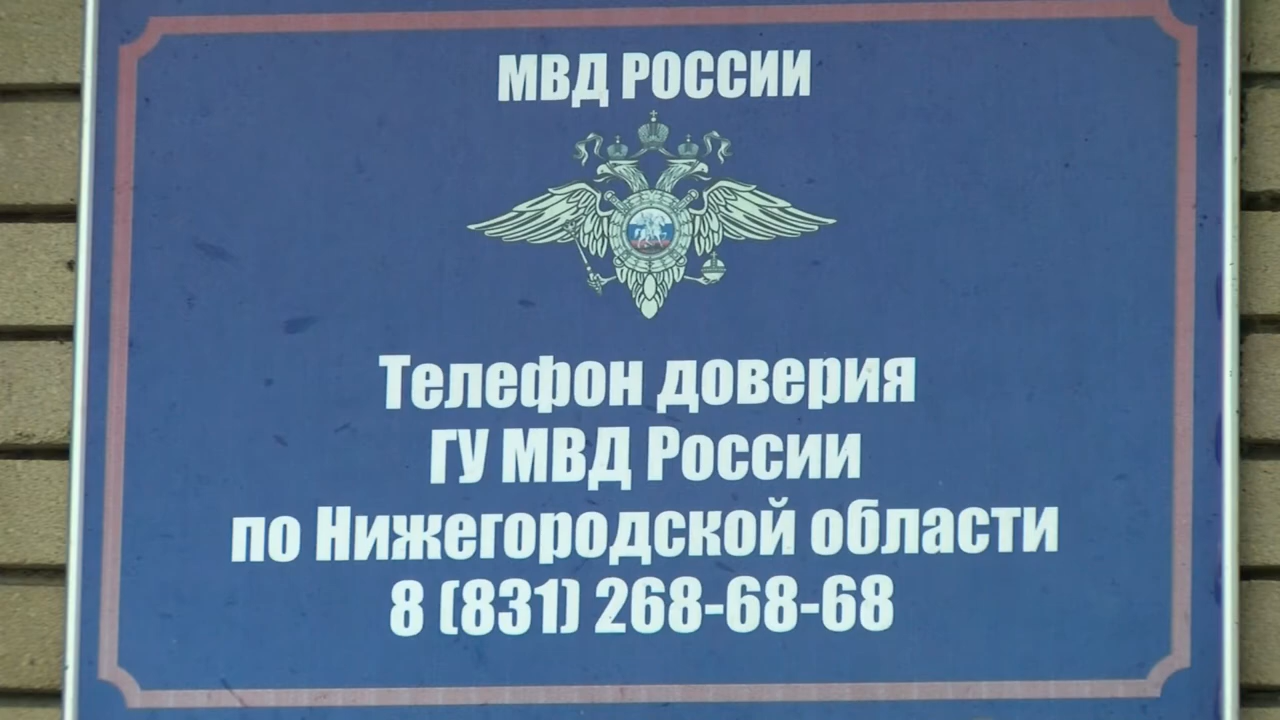 МВД РОССИИ
Телефон доверия
ГУ МВД России
по Нижегородской области
8 (831) 268-68-68